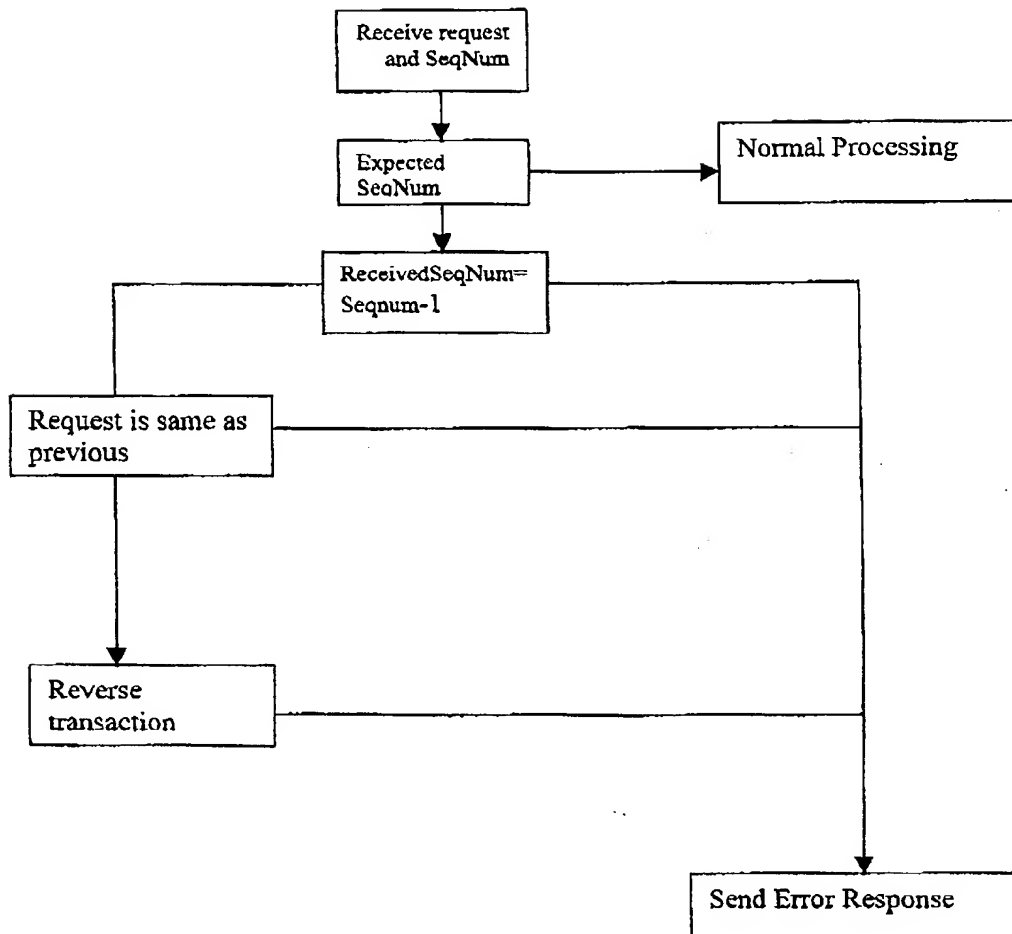 Receive request
and SeqNum
Expected
SeqNum
Normal Processing
ReceivedSeqNum=
Seqnum-1
Request is same as
previous
Reverse
transaction
Send Error Response